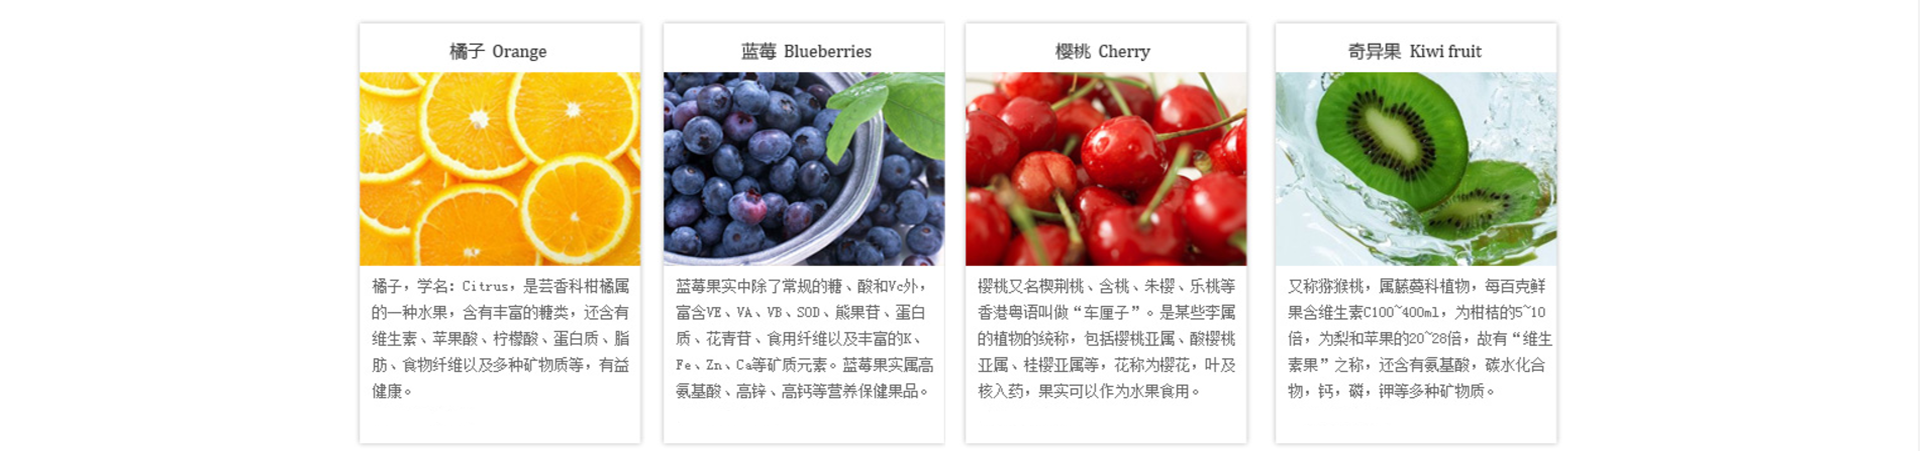 橘子 Orange
橘子，学名：Citrus，是芸香科柑橘属
的一种水果，含有丰富的糖类，还含有
维生素、苹果酸、柠檬酸、蛋白质、脂
肪、食物纤维以及多种矿物质等，有益
健康。
蓝莓 Blueberries
蓝莓果实中除了常规的糖、酸和Vc外，
富含VE、VA、VB、SOD、熊果苷、蛋白
质、花青苷、食用纤维以及丰富的K、
Fe、Zn、Ca等矿质元素。蓝莓果实属高
氨基酸、高锌、高钙等营养保健果品。
樱桃 Cherry
樱桃又名楔荆桃、含桃、朱樱、乐桃等
香港粤语叫做“车厘子”。是某些李属
的植物的统称，包括樱桃亚属、酸樱桃
亚属、桂樱亚属等，花称为樱花，叶及
核入药，果实可以作为水果食用。
奇异果 Kiwi fruit
又称猕猴桃，属藤蔓科植物，每百克鲜
果含维生素C100~400ml，为柑桔的5~10
倍，为梨和苹果的20~28倍，故有“维生
素果”之称，还含有氨基酸，碳水化合
物，钙，磷，钾等多种矿物质。